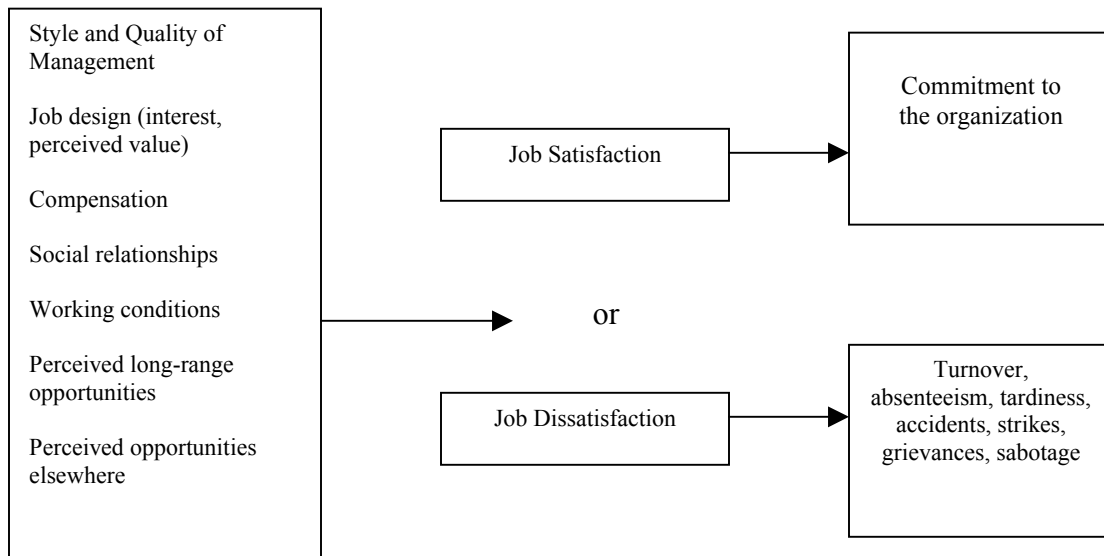 Style and Quality of
Management
Job design (interest,
perceived value)
Compensation
Social relationships
Working conditions
Perceived long-range
opportunities
Perceived opportunities
elsewhere
Job Satisfaction
or
Job Dissatisfaction
Commitment to
the organization
Turnover,
absenteeism, tardiness,
accidents, strikes,
grievances, sabotage